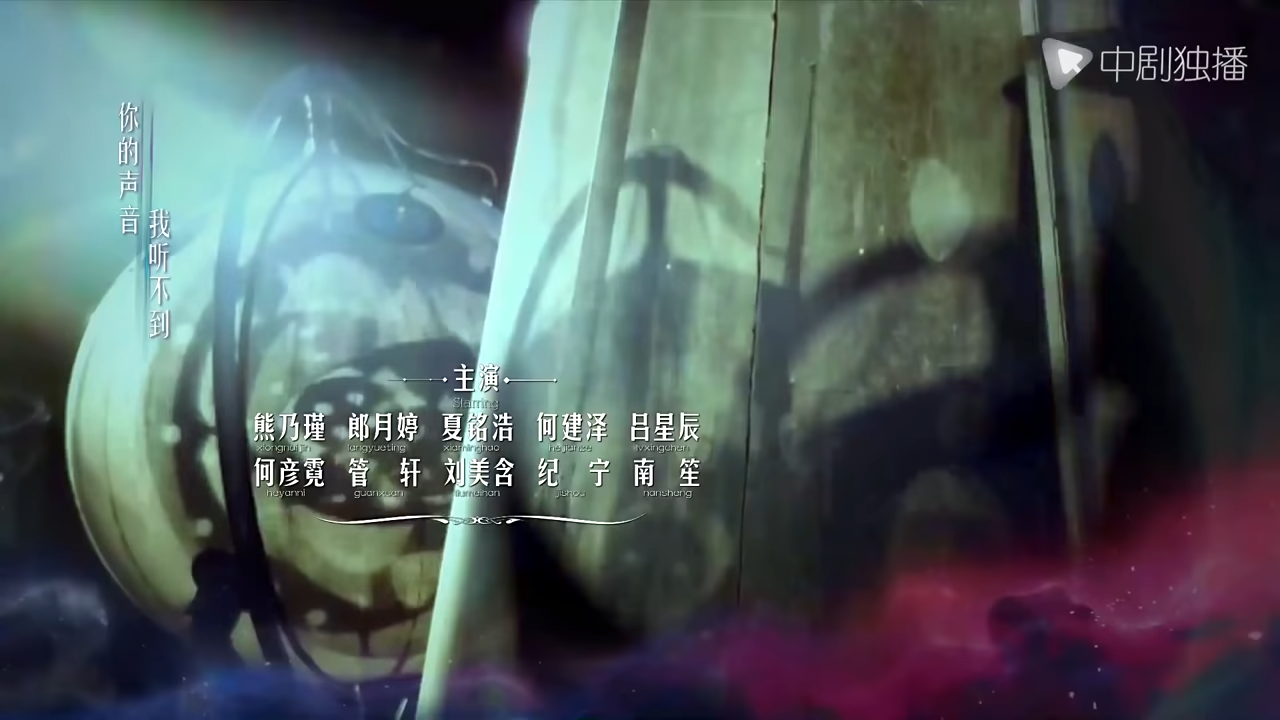 中剧独播
你的声音
我听不到
主演
Starring
熊乃瑾 郎月婷 夏铭浩 何建泽 吕星辰
xiongnaijin langyueting xiaminghao hejianze lvxingchen
何彦霓 管 轩 刘美含 纪 宁 南 笙
heyanni guanxuan liumeihan jishou nansheng